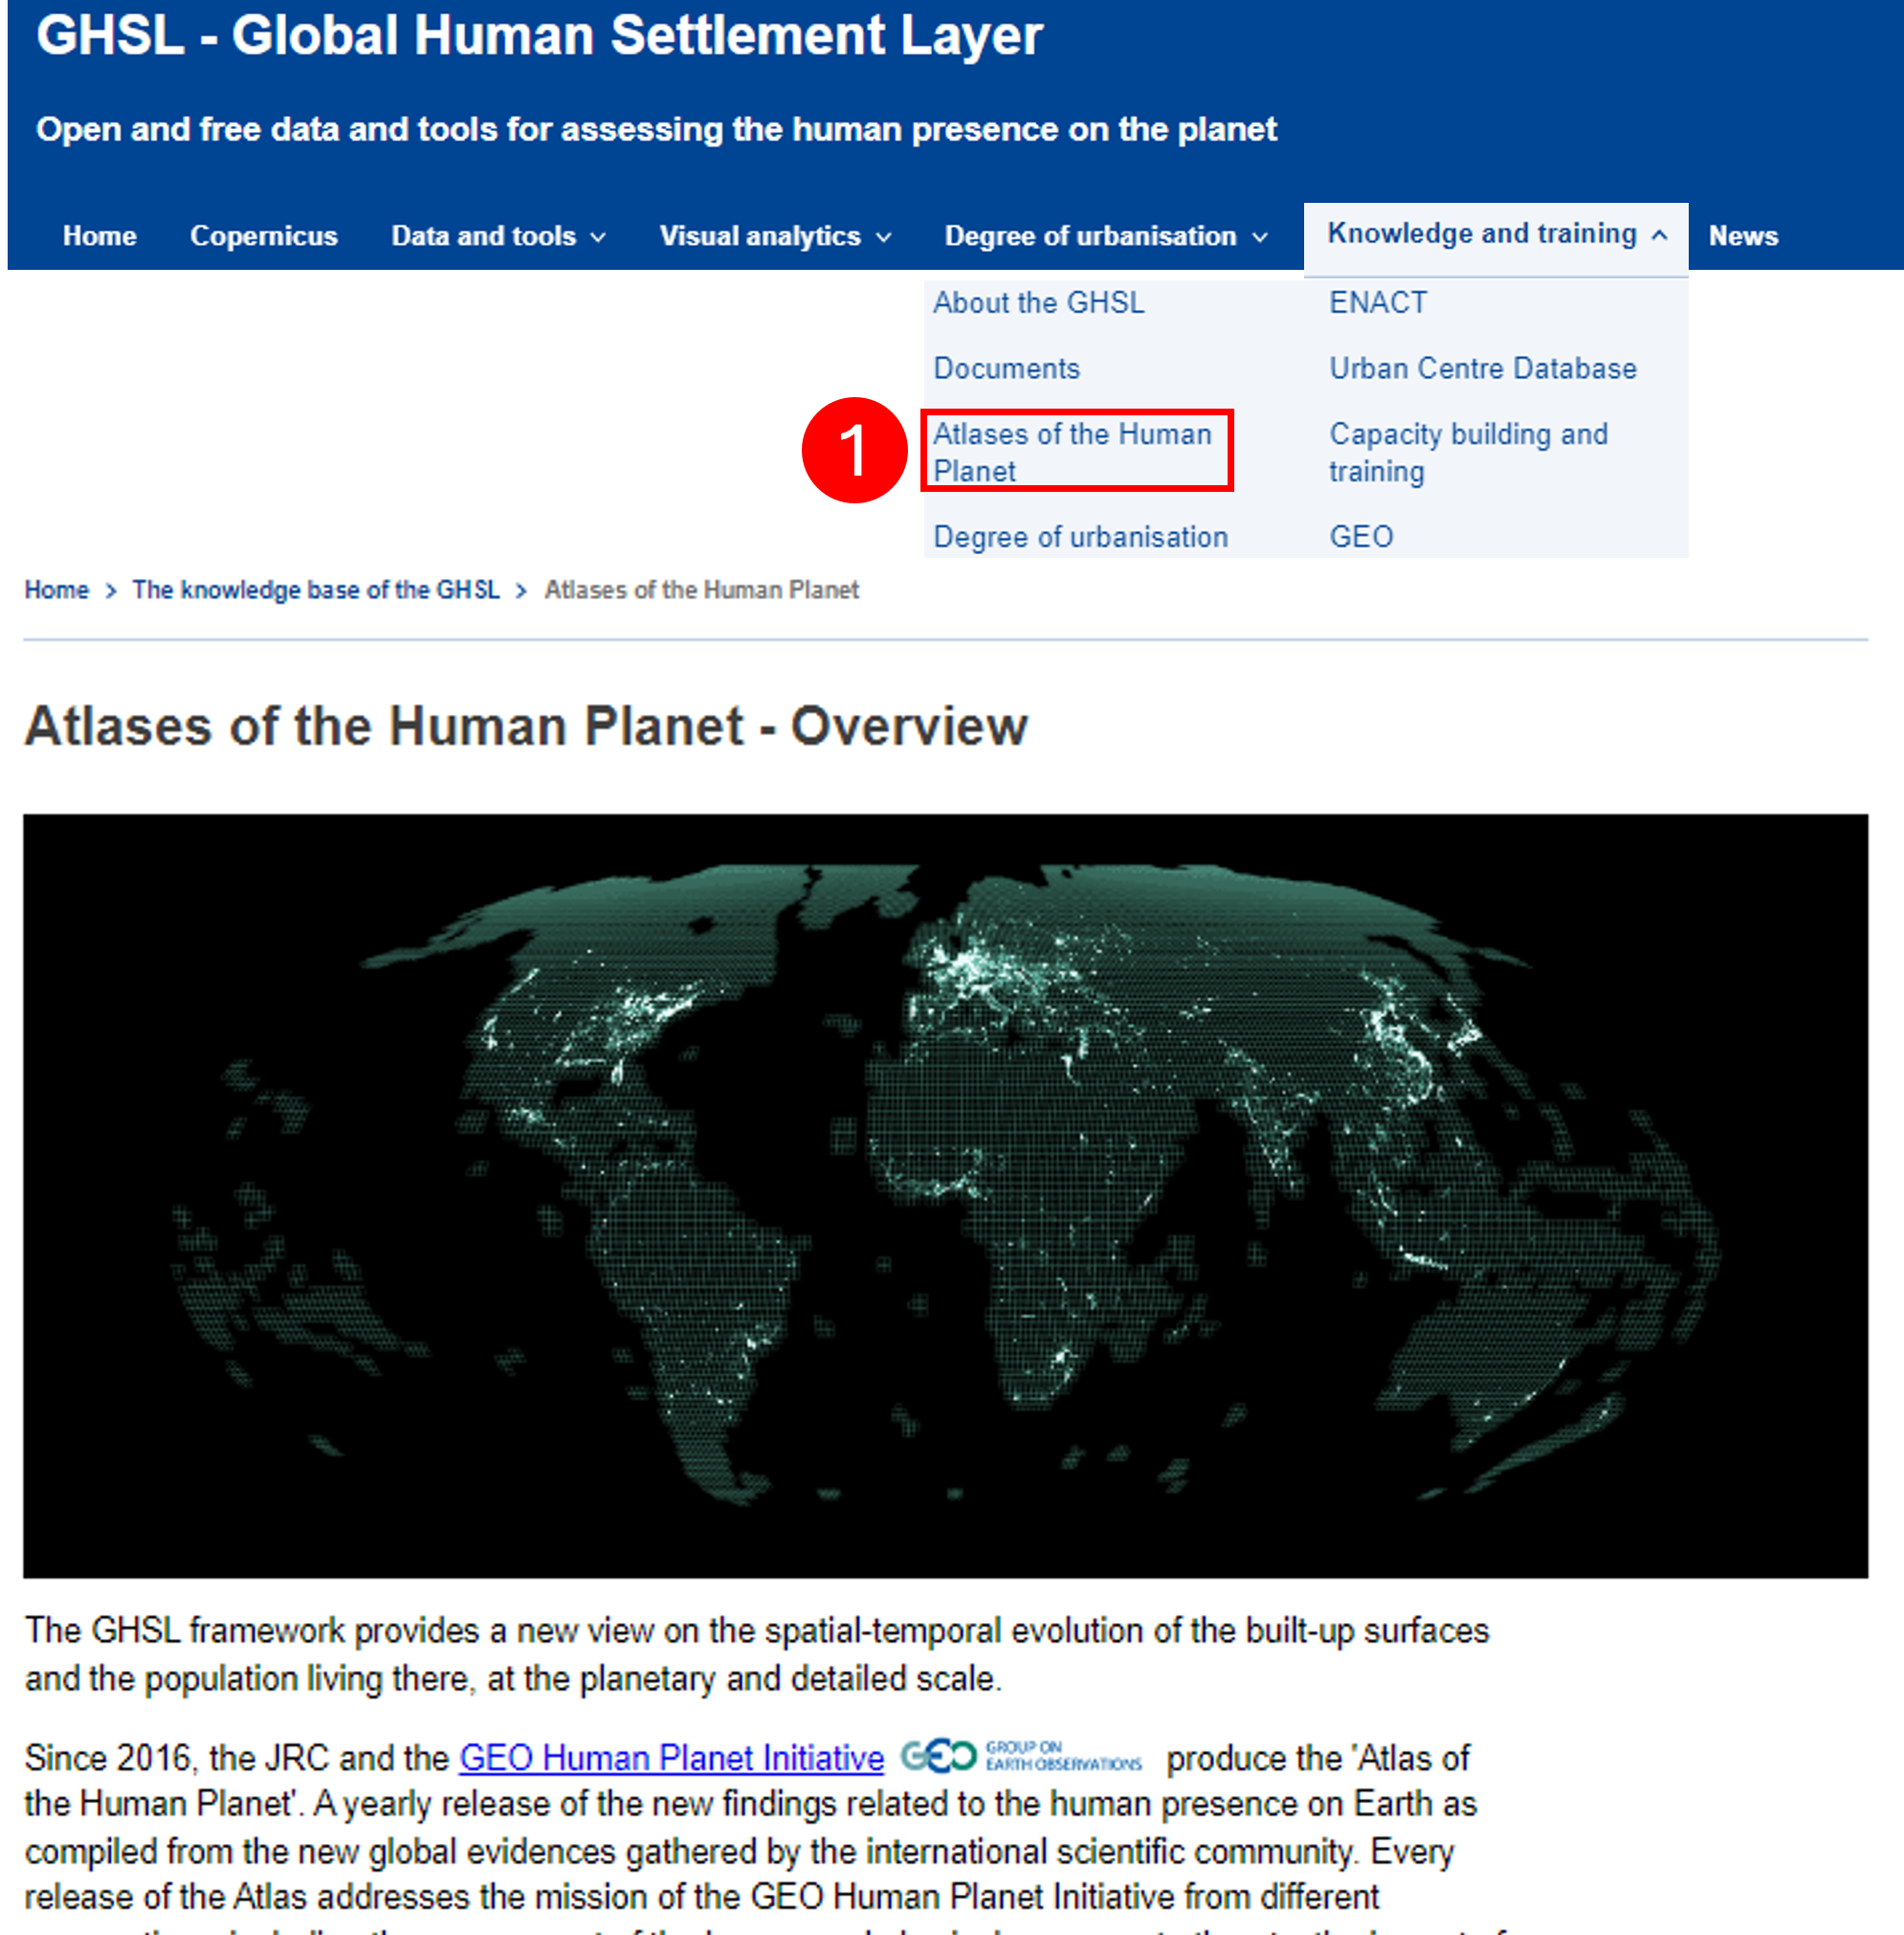 GHSL - Global Human Settlement Layer
Open and free data and tools for assessing the human presence on the planet
Home Copernicus Data and tools Visual analytics Degree of urbanisation Knowledge and training News
About the GHSL ENACT
Documents Urban Centre Database
1
Atlases of the Human Capacity building and
Planet training
Degree of urbanisation GEO
Home > The knowledge base of the GHSL > Atlases of the Human Planet
Atlases of the Human Planet - Overview
The GHSL framework provides a new view on the spatial-temporal evolution of the built-up surfaces
and the population living there, at the planetary and detailed scale.
Since 2016, the JRC and the GEO Human Planet Initiative GEO GROUP ON EARTH OBSERVATIONS produce the 'Atlas of
the Human Planet'. A yearly release of the new findings related to the human presence on Earth as
compiled from the new global evidences gathered by the international scientific community. Every
release of the Atlas addresses the mission of the GEO Human Planet Initiative from different